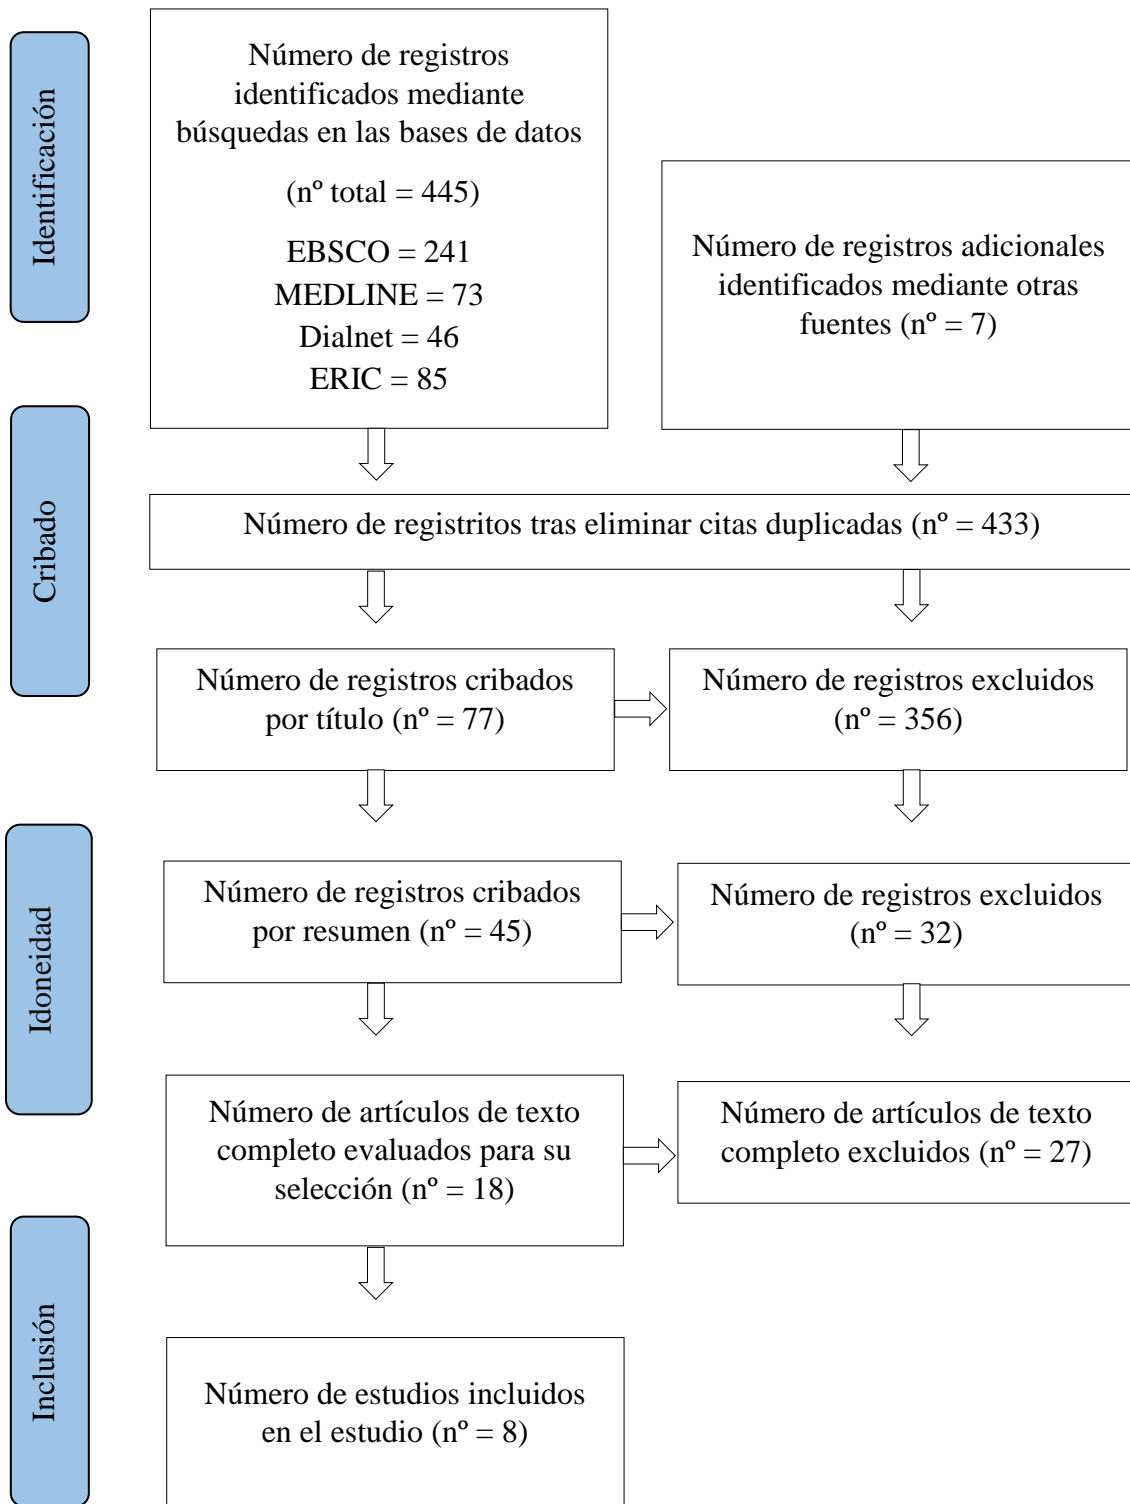 Identificación
Número de registros
identificados mediante
búsquedas en las bases de datos
(nº total = 445)
EBSCO = 241
MEDLINE = 73
Dialnet = 46
ERIC = 85
Número de registros adicionales
identificados mediante otras
fuentes (nº = 7)
Cribado
Número de registritos tras eliminar citas duplicadas (nº = 433)
Número de registros cribados
por título (nº = 77)
Número de registros excluidos
(nº = 356)
Idoneidad
Número de registros cribados
por resumen (nº = 45)
Número de registros excluidos
(nº = 32)
Número de artículos de texto
completo evaluados para su
selección (nº = 18)
Número de artículos de texto
completo excluidos (nº = 27)
Inclusión
Número de estudios incluidos
en el estudio (nº = 8)